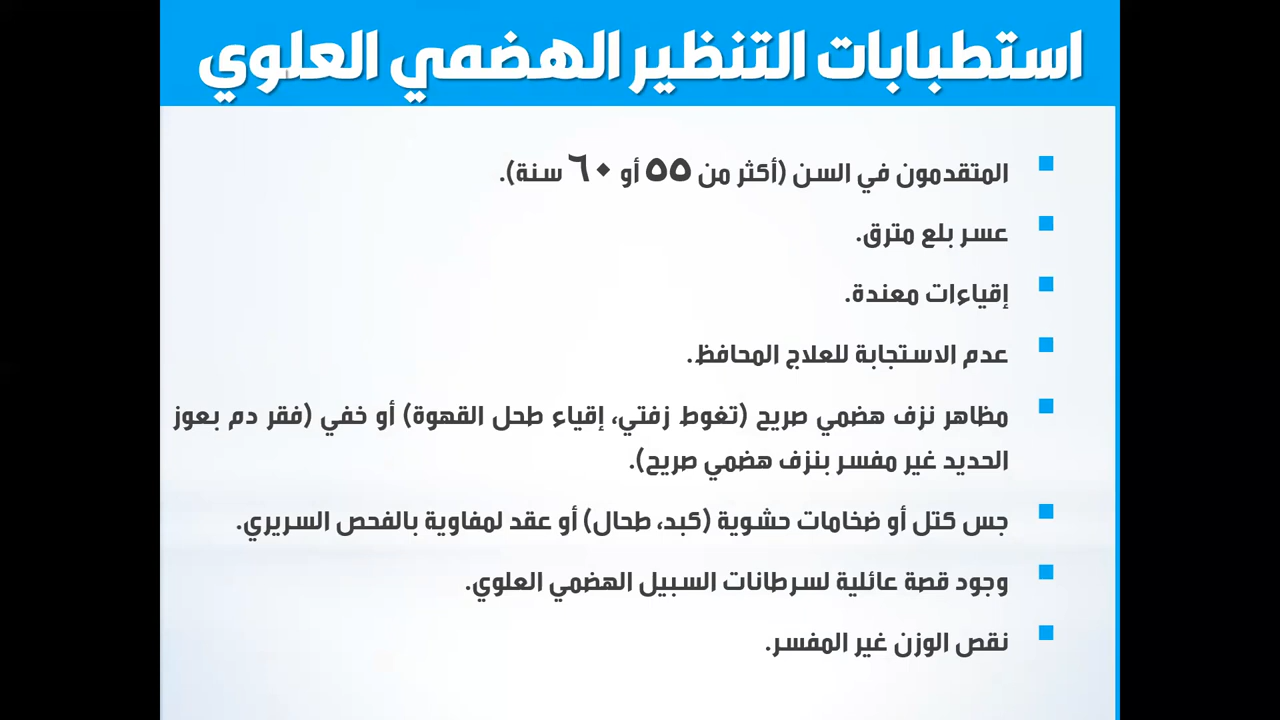 استطبابات التنظير الهضمي العلوي
المتقدمون في السن (أكثر من ٥٥ أو ٦٠ سنة).
عسر بلع مترق.
إقياءات معندة.
عدم الاستجابة للعلاج المحافظ.
مظاهر نزف هضمي صريح (تغوط زفتي، إقياء طحل القهوة) أو خفي (فقر دم بعوز
الحديد غير مفسر بنزف هضمي صريح).
جس كتل أو ضخامات حشوية (كبد، طحال) أو عقد لمفاوية بالفحص السريري.
وجود قصة عائلية لسرطانات السبيل الهضمي العلوي.
نقص الوزن غير المفسر.